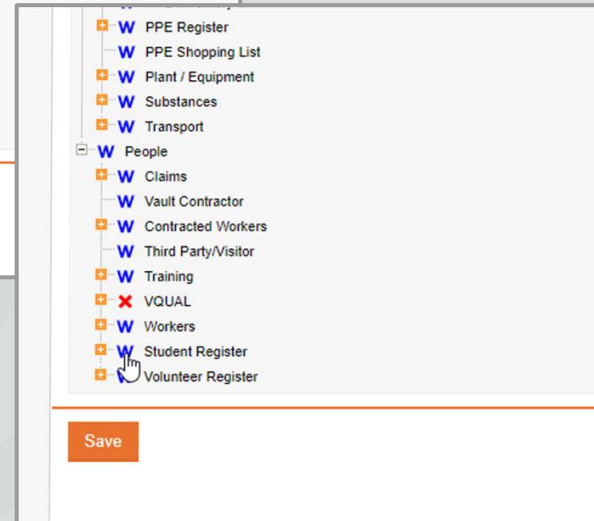 W PPE Register
W PPE Shopping List
W Plant / Equipment
W Substances
W Transport
W People
W Claims
W Vault Contractor
W Contracted Workers
W Third Party/Visitor
W Training
VQUAL
W Workers
W Student Register
W Volunteer Register
Save